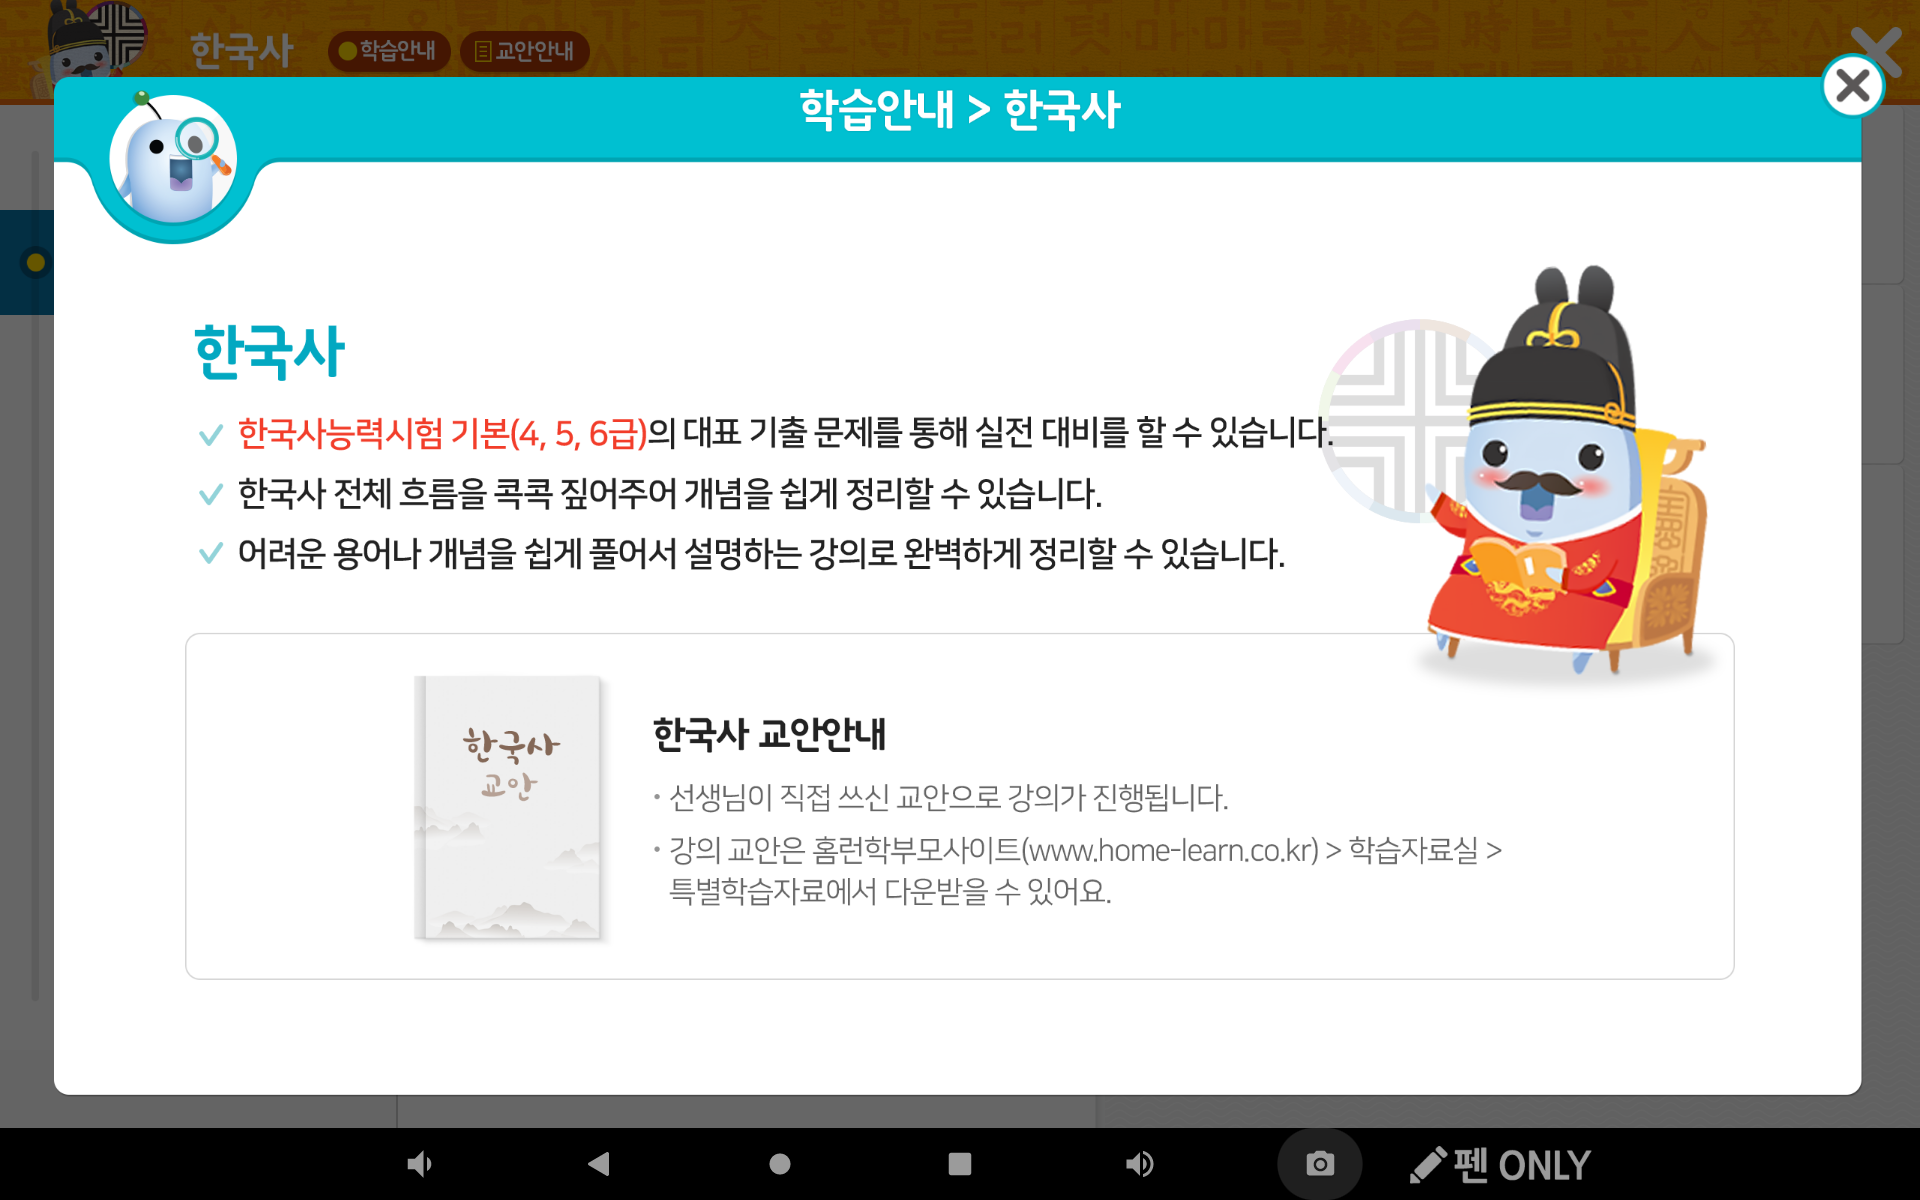 한국사
학습안내
교안안내
학습안내 > 한국사
한국사
한국사능력시험 기본(4, 5, 6급)의 대표 기출 문제를 통해 실전 대비를 할 수 있습니다.
한국사 전체 흐름을 콕콕 짚어주어 개념을 쉽게 정리할 수 있습니다.
어려운 용어나 개념을 쉽게 풀어서 설명하는 강의로 완벽하게 정리할 수 있습니다.
한국사
교안
한국사 교안안내
· 선생님이 직접 쓰신 교안으로 강의가 진행됩니다.
· 강의 교안은 홈런학부모사이트(www.home-learn.co.kr) > 학습자료실 >
특별학습자료에서 다운받을 수 있어요.
펜 ONLY